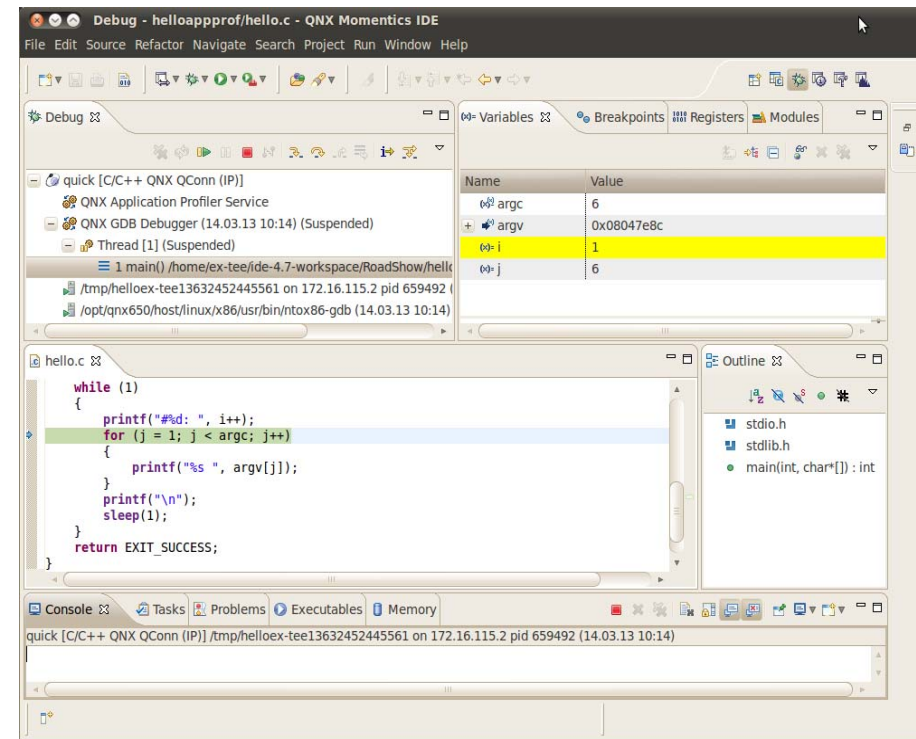 Debug - helloappprof/hello.c - QNX Momentics IDE
File Edit Source Refactor Navigate Search Project Run Window Help
Debug
quick [C/C++ QNX QConn (IP)]
QNX Application Profiler Service
QNX GDB Debugger (14.03.13 10:14) (Suspended)
Thread [1] (Suspended)
1 main() /home/ex-tee/ide-4.7-workspace/RoadShow/hello
/tmp/helloex-tee13632452445561 on 172.16.115.2 pid 659492 (
/opt/qnx650/host/linux/x86/usr/bin/ntox86-gdb (14.03.13 10:14)
(x)= Variables Breakpoints Registers Modules
Name Value
argc 6
argv 0x08047e8c
(x)= i 1
(x)= j 6
hello.c
while (1)
{
printf("#%d: ", i++);
for (j = 1; j < argc; j++)
{
printf("%s ", argv[j]);
}
printf("\n");
sleep(1);
}
return EXIT_SUCCESS;
}
Outline
stdio.h
stdlib.h
main(int, char*[]) : int
Console Tasks Problems Executables Memory
quick [C/C++ QNX QConn (IP)] /tmp/helloex-tee13632452445561 on 172.16.115.2 pid 659492 (14.03.13 10:14)